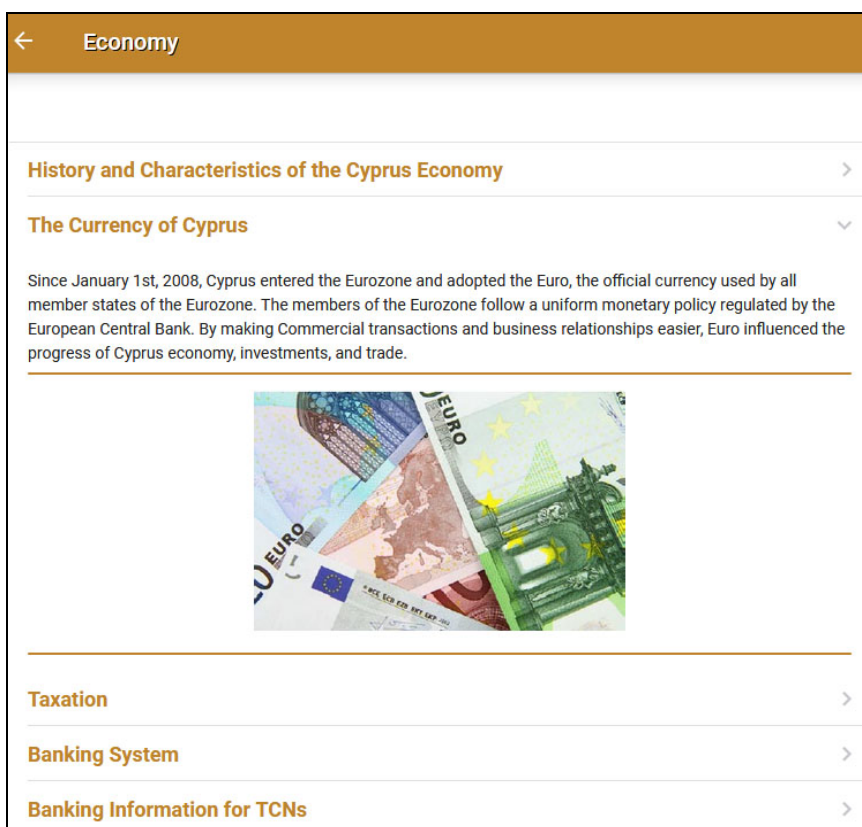 Economy
History and Characteristics of the Cyprus Economy
The Currency of Cyprus
Since January 1st, 2008, Cyprus entered the Eurozone and adopted the Euro, the official currency used by all
member states of the Eurozone. The members of the Eurozone follow a uniform monetary policy regulated by the
European Central Bank. By making Commercial transactions and business relationships easier, Euro influenced the
progress of Cyprus economy, investments, and trade.
EURO
EURO
Taxation
Banking System
Banking Information for TCNs